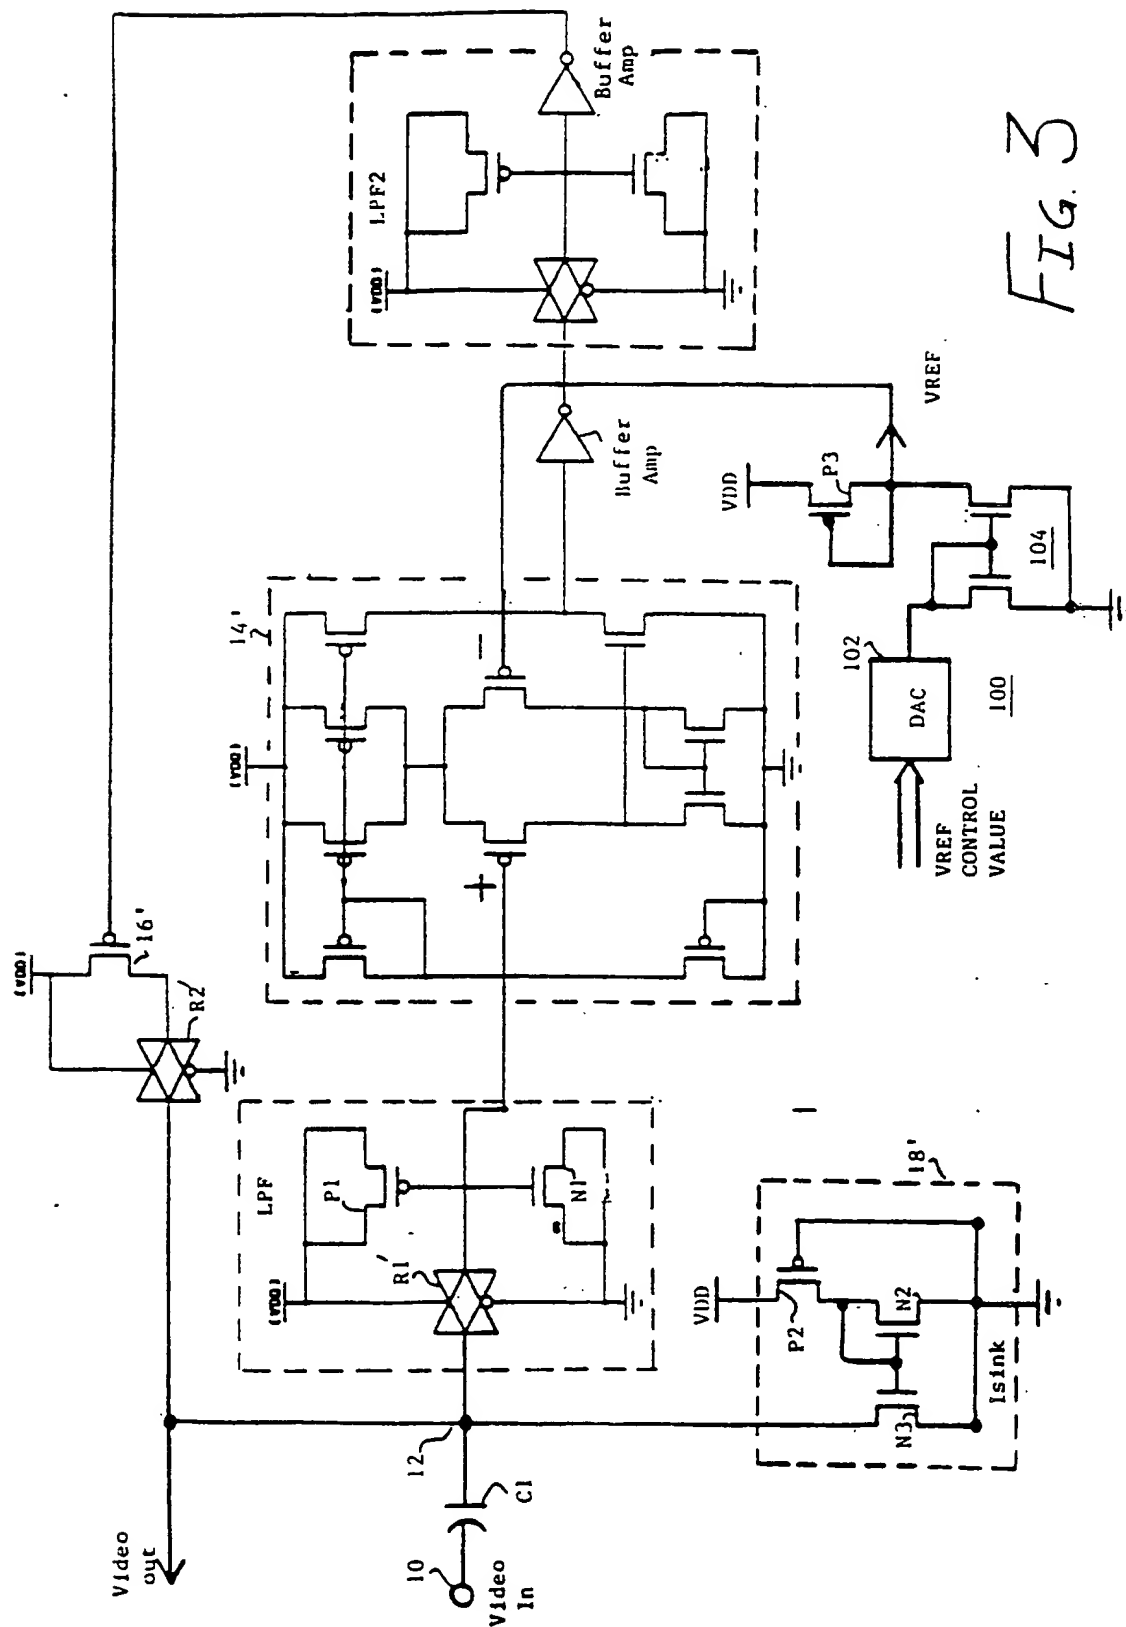 FIG. 3
Buffer
Amp
LPF2
(VDD)
VREF
Buffer
Amp
VDD
P3
104
14'
2
102
DAC
100
VREF
CONTROL
VALUE
(VDD)
−
+
16'
(VDD)
R2'
LPF
P1
N1
(VDD)
R1'
18'
VDD
P2
N2
N3
Isink
12
C1
10
Video
In
Video
out